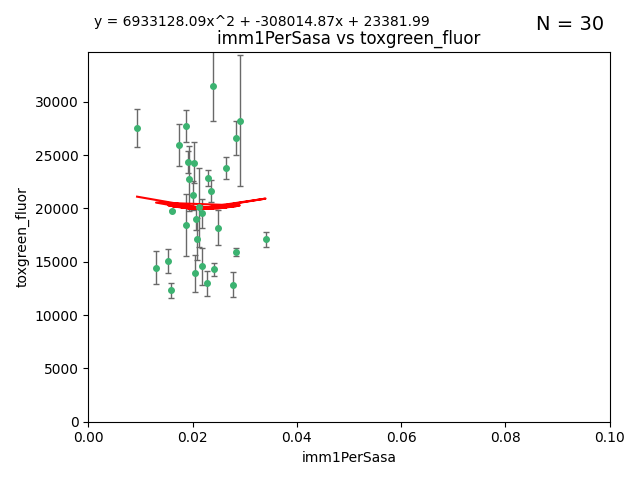 y = 6933128.09x^2 + -308014.87x + 23381.99
N = 30
imm1PerSasa vs toxgreen_fluor
toxgreen_fluor
30000
25000
20000
15000
10000
5000
0
0.00 0.02 0.04 0.06 0.08 0.10
imm1PerSasa